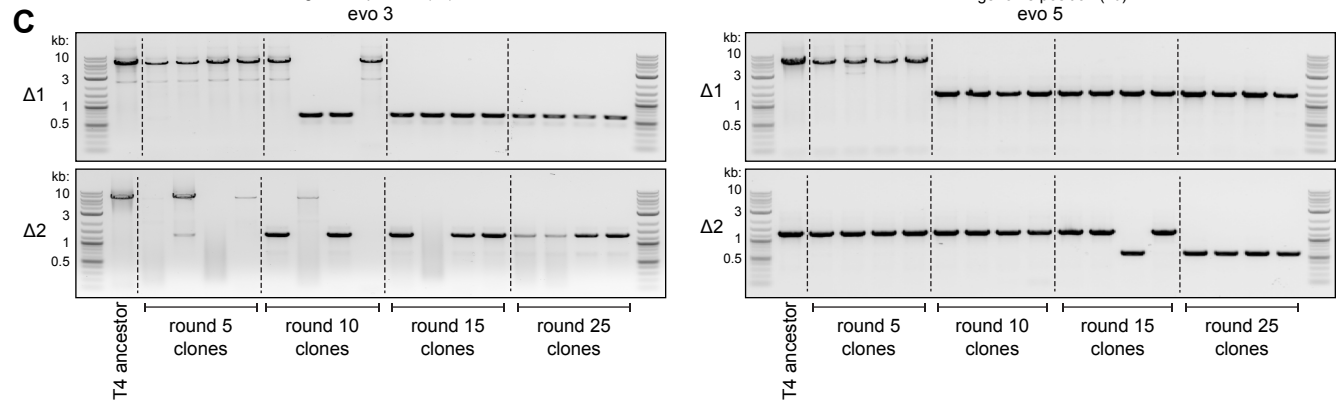 C
evo 3
evo 5
kb:
10
3
1
0.5
Δ1
kb:
10
3
1
0.5
Δ1
kb:
10
3
1
0.5
Δ2
kb:
10
3
1
0.5
Δ2
T4 ancestor
round 5
clones
round 10
clones
round 15
clones
round 25
clones
T4 ancestor
round 5
clones
round 10
clones
round 15
clones
round 25
clones